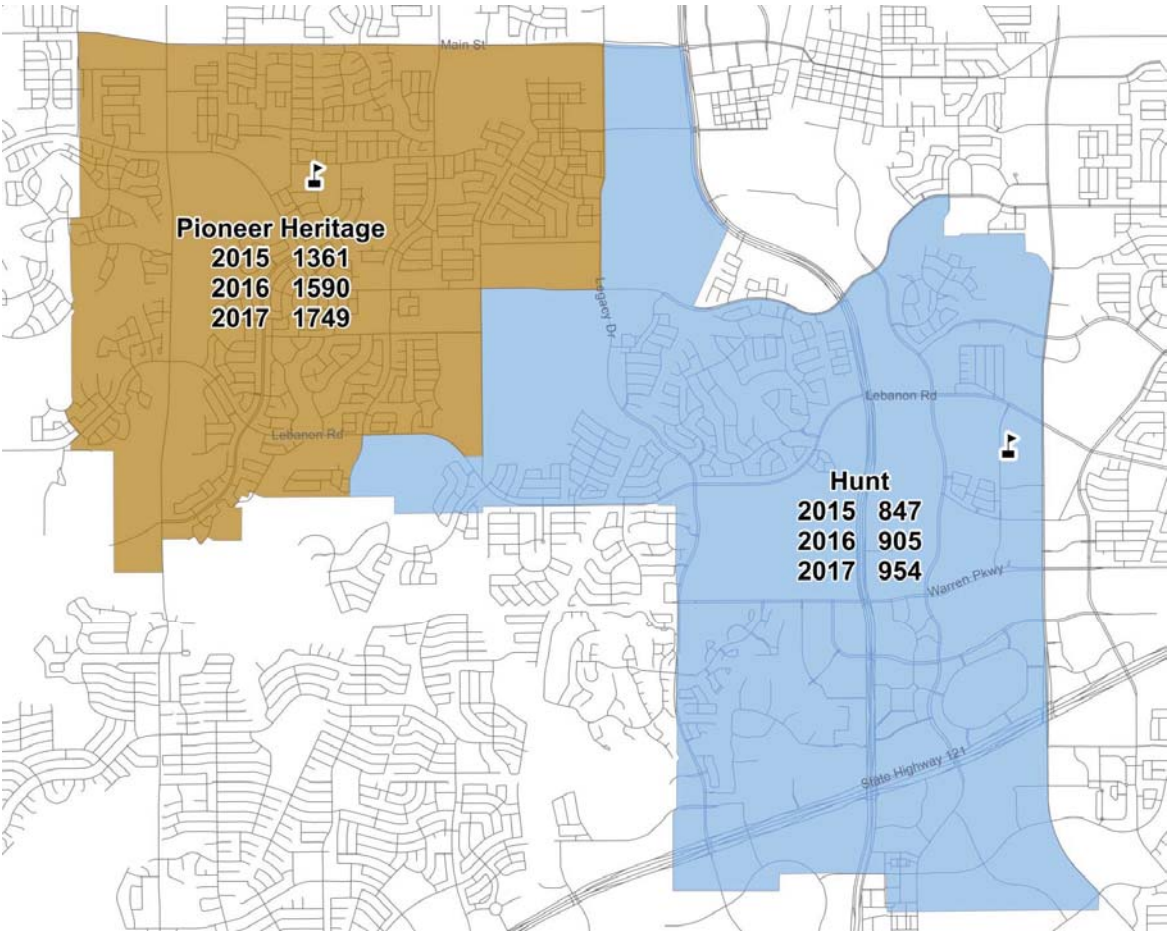 Main St
Pioneer Heritage
2015 1361
2016 1590
2017 1749
Legacy Dr
Lebanon Rd
Lebanon Rd
Hunt
2015 847
2016 905
2017 954
Warren Pkwy
State Highway 121